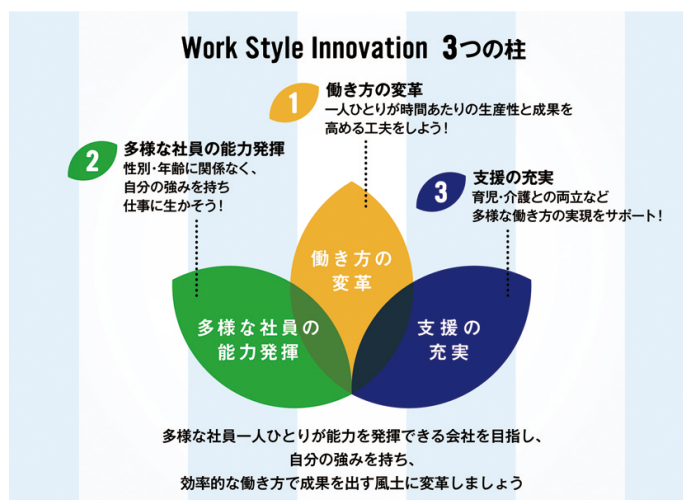 Work Style Innovation 3つの柱
1
働き方の変革
一人ひとりが時間あたりの生産性と成果を
高める工夫をしよう!
2
多様な社員の能力発揮
性別・年齢に関係なく、
自分の強みを持ち
仕事に生かそう!
3
支援の充実
育児・介護との両立など
多様な働き方の実現をサポート!
働き方の
変革
多様な社員の
能力発揮
支援の
充実
多様な社員一人ひとりが能力を発揮できる会社を目指し、
自分の強みを持ち、
効率的な働き方で成果を出す風土に変革しましょう